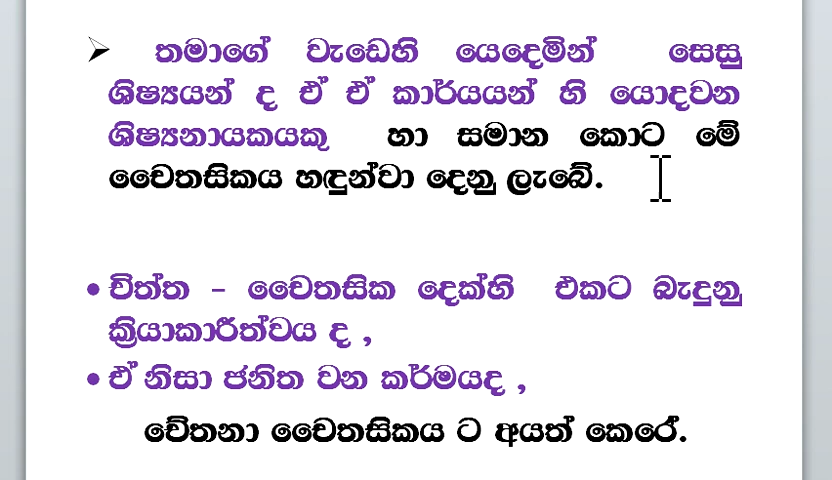 ➢ තමාගේ වැඩෙහි යෙදෙමින් සෙසු
ශිෂ්‍යයන් ද ඒ ඒ කාර්යයන් හි යොදවන
ශිෂ්‍යනායකයකු හා සමාන කොට මේ
චෛතසිකය හඳුන්වා දෙනු ලැබේ.
• චිත්ත – චෛතසික දෙක්හි එකට බැඳුනු
ක්‍රියාකාරීත්වය ද ,
• ඒ නිසා ජනිත වන කර්මයද ,
චේතනා චෛතසිකය ට අයත් කෙරේ.